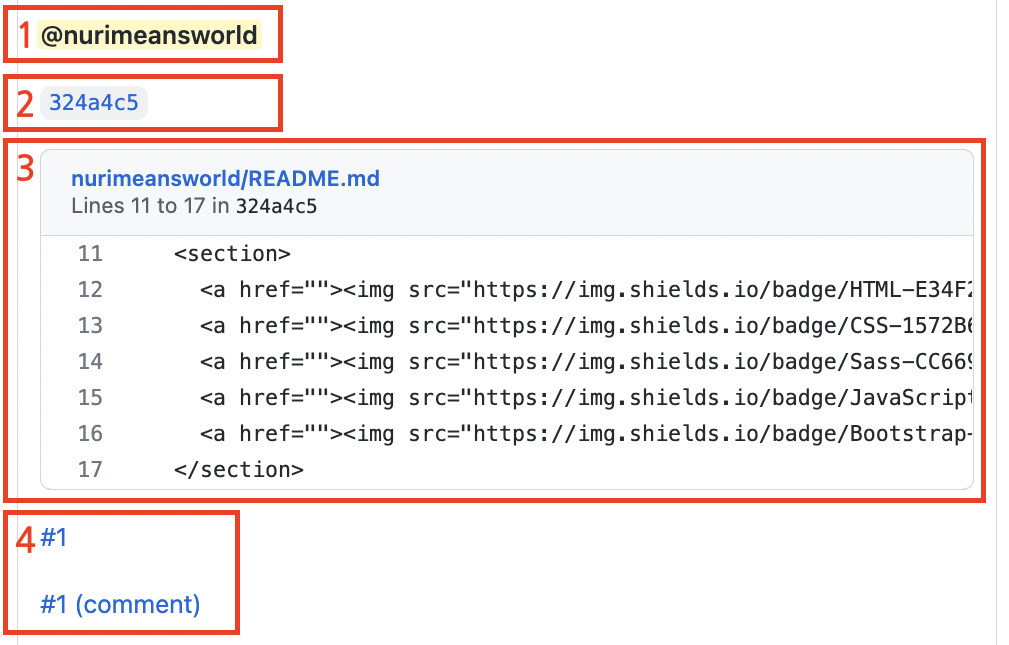 1 @nurimeansworld
2 324a4c5
3 nurimeansworld/README.md
Lines 11 to 17 in 324a4c5
11 <section>
12 <a href=""><img src="https://img.shields.io/badge/HTML-E34F2
13 <a href=""><img src="https://img.shields.io/badge/CSS-1572B6
14 <a href=""><img src="https://img.shields.io/badge/Sass-CC669
15 <a href=""><img src="https://img.shields.io/badge/JavaScript
16 <a href=""><img src="https://img.shields.io/badge/Bootstrap-
17 </section>
4 #1
#1 (comment)